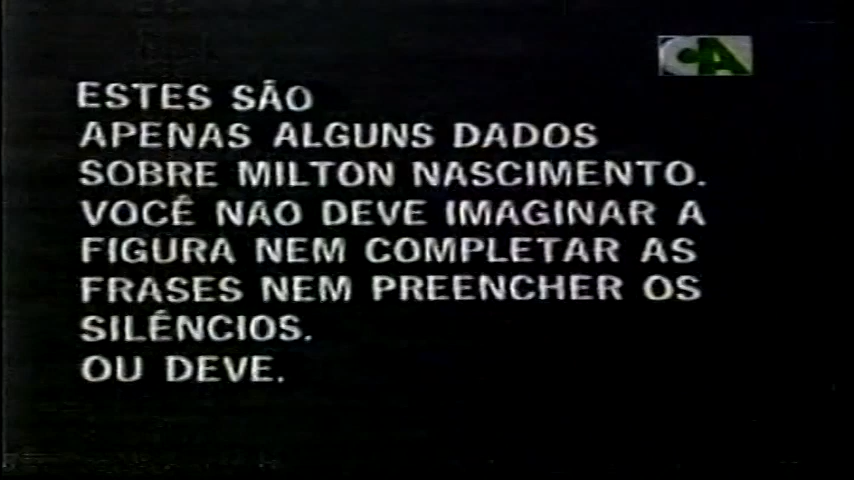 CA
ESTES SÃO
APENAS ALGUNS DADOS
SOBRE MILTON NASCIMENTO.
VOCÊ NAO DEVE IMAGINAR A
FIGURA NEM COMPLETAR AS
FRASES NEM PREENCHER OS
SILÊNCIOS.
OU DEVE.